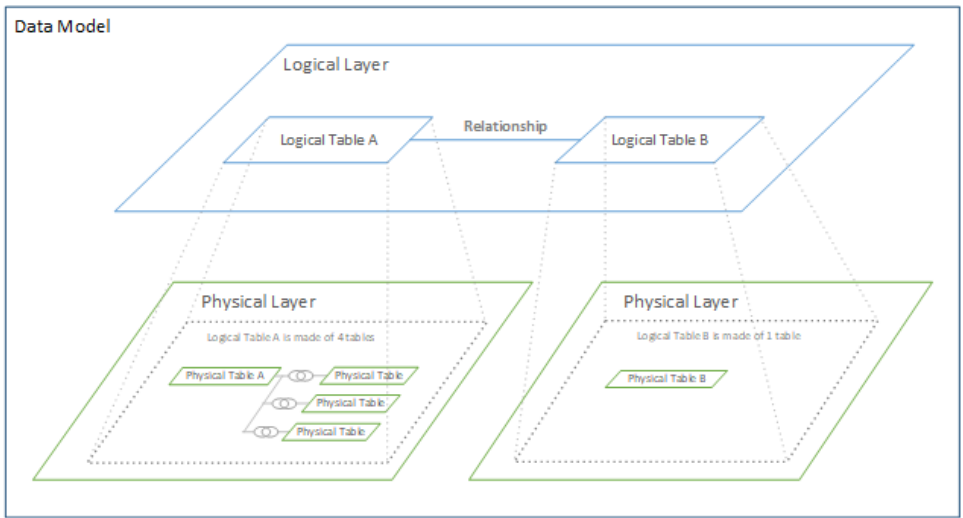 Data Model
Logical Layer
Logical Table A
Relationship
Logical Table B
Physical Layer
Logical Table A is made of 4 tables
Physical Table A
Physical Table
Physical Table
Physical Table
Physical Layer
Logical Table B is made of 1 table
Physical Table B